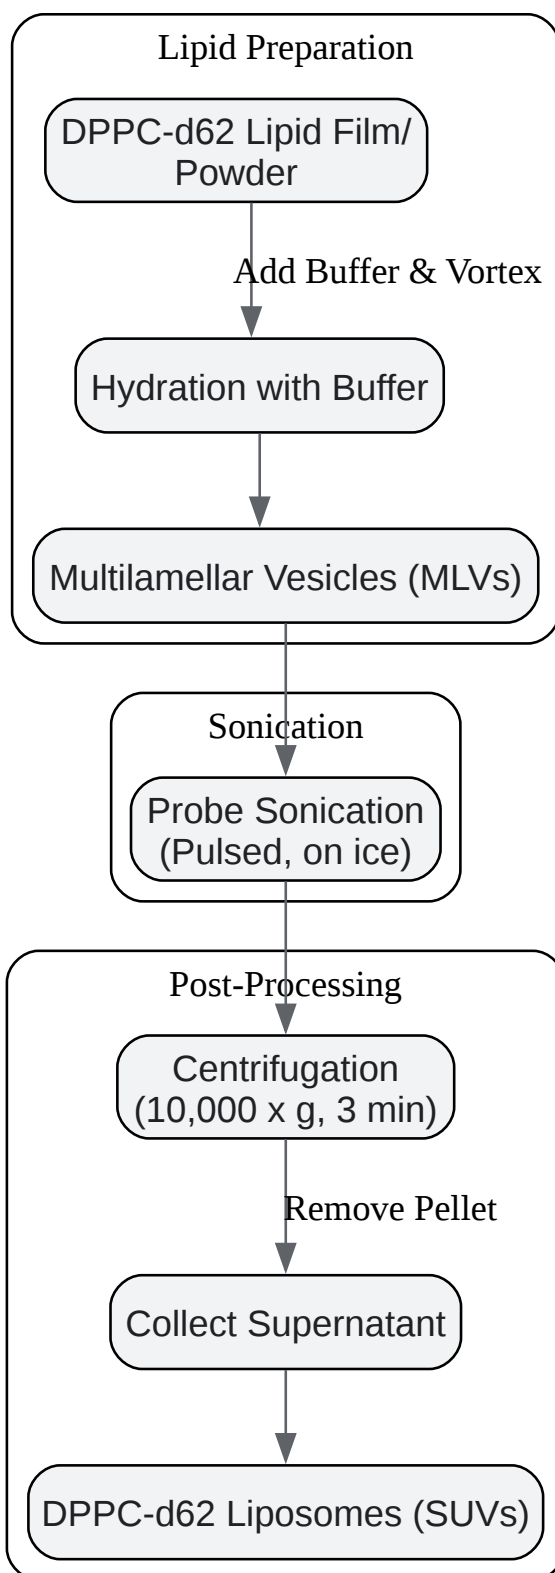 Lipid Preparation
DPPC-d62 Lipid Film/
Powder
Add Buffer & Vortex
Hydration with Buffer
Multilamellar Vesicles (MLVs)
Sonication
Probe Sonication
(Pulsed, on ice)
Post-Processing
Centrifugation
(10,000 x g, 3 min)
Remove Pellet
Collect Supernatant
DPPC-d62 Liposomes (SUVs)